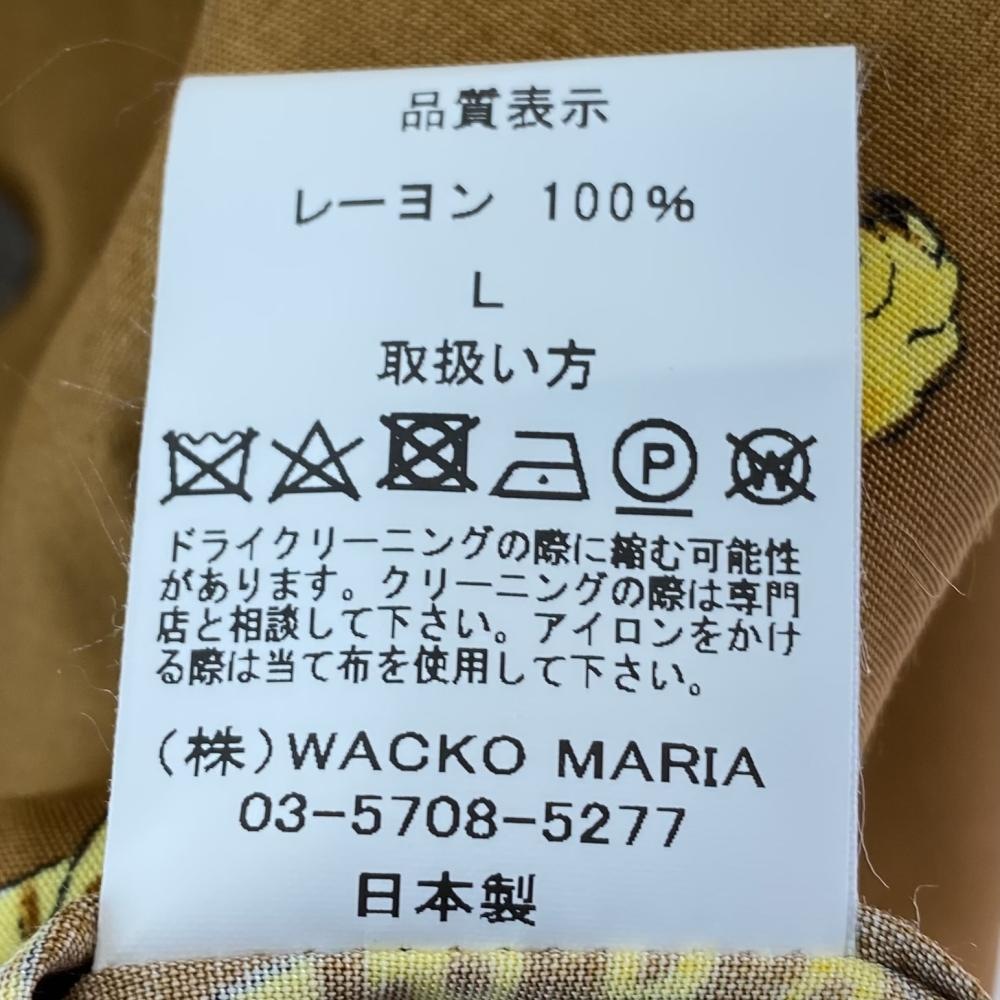 品質表示
レーヨン 100%
L
取扱い方
P W
ドライクリーニングの際に縮む可能性
があります。クリーニングの際は専門
店と相談して下さい。アイロンをかけ
る際は当て布を使用して下さい。
(株)WACKO MARIA
03-5708-5277
日本製